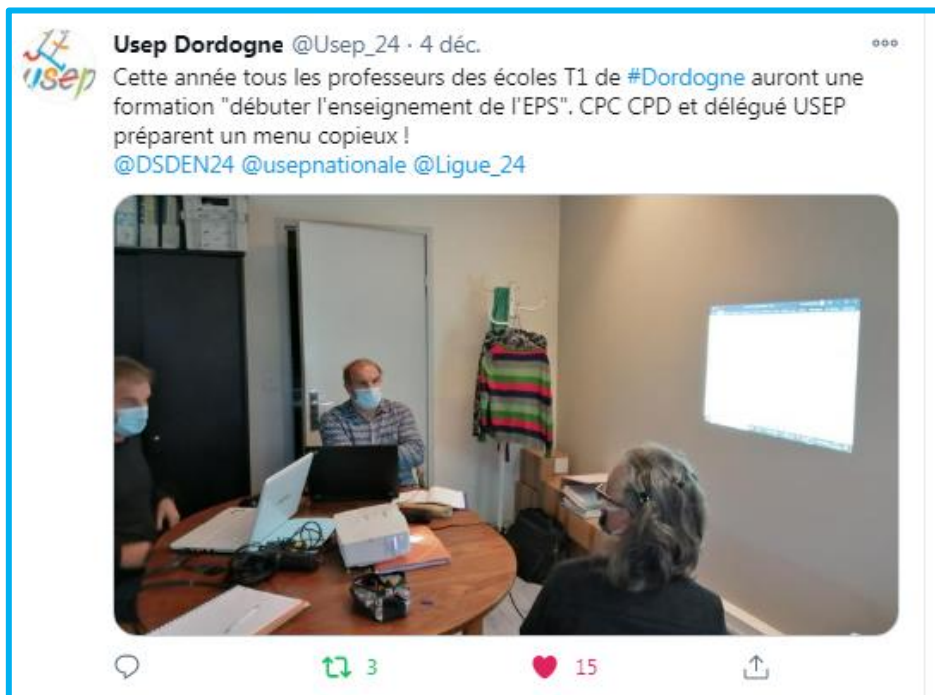 usep
Usep Dordogne @Usep_24 · 4 déc.
Cette année tous les professeurs des écoles T1 de #Dordogne auront une
formation "débuter l'enseignement de l'EPS". CPC CPD et délégué USEP
préparent un menu copieux !
@DSDEN24 @usepnationale @Ligue_24
3 15